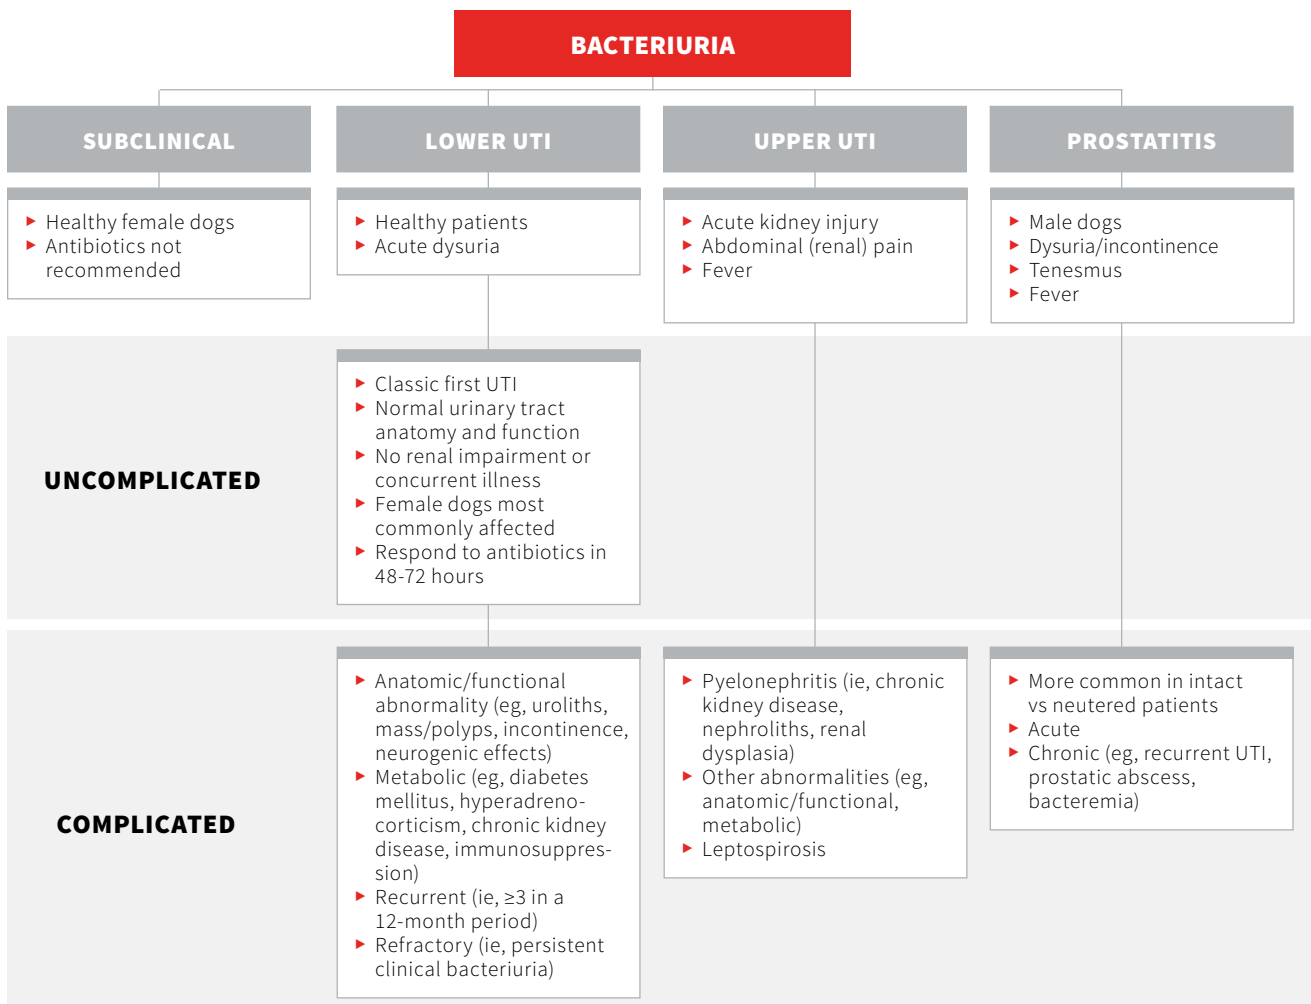 BACTERIURIA
SUBCLINICAL
LOWER UTI
UPPER UTI
PROSTATITIS
▶ Healthy female dogs
▶ Antibiotics not
recommended
▶ Healthy patients
▶ Acute dysuria
▶ Acute kidney injury
▶ Abdominal (renal) pain
▶ Fever
▶ Male dogs
▶ Dysuria/incontinence
▶ Tenesmus
▶ Fever
UNCOMPLICATED
▶ Classic first UTI
▶ Normal urinary tract
anatomy and function
▶ No renal impairment or
concurrent illness
▶ Female dogs most
commonly affected
▶ Respond to antibiotics in
48-72 hours
COMPLICATED
▶ Anatomic/functional
abnormality (eg, uroliths,
mass/polyps, incontinence,
neurogenic effects)
▶ Metabolic (eg, diabetes
mellitus, hyperadreno-
corticism, chronic kidney
disease, immunosuppres-
sion)
▶ Recurrent (ie, ≥3 in a
12-month period)
▶ Refractory (ie, persistent
clinical bacteriuria)
▶ Pyelonephritis (ie, chronic
kidney disease,
nephroliths, renal
dysplasia)
▶ Other abnormalities (eg,
anatomic/functional,
metabolic)
▶ Leptospirosis
▶ More common in intact
vs neutered patients
▶ Acute
▶ Chronic (eg, recurrent UTI,
prostatic abscess,
bacteremia)